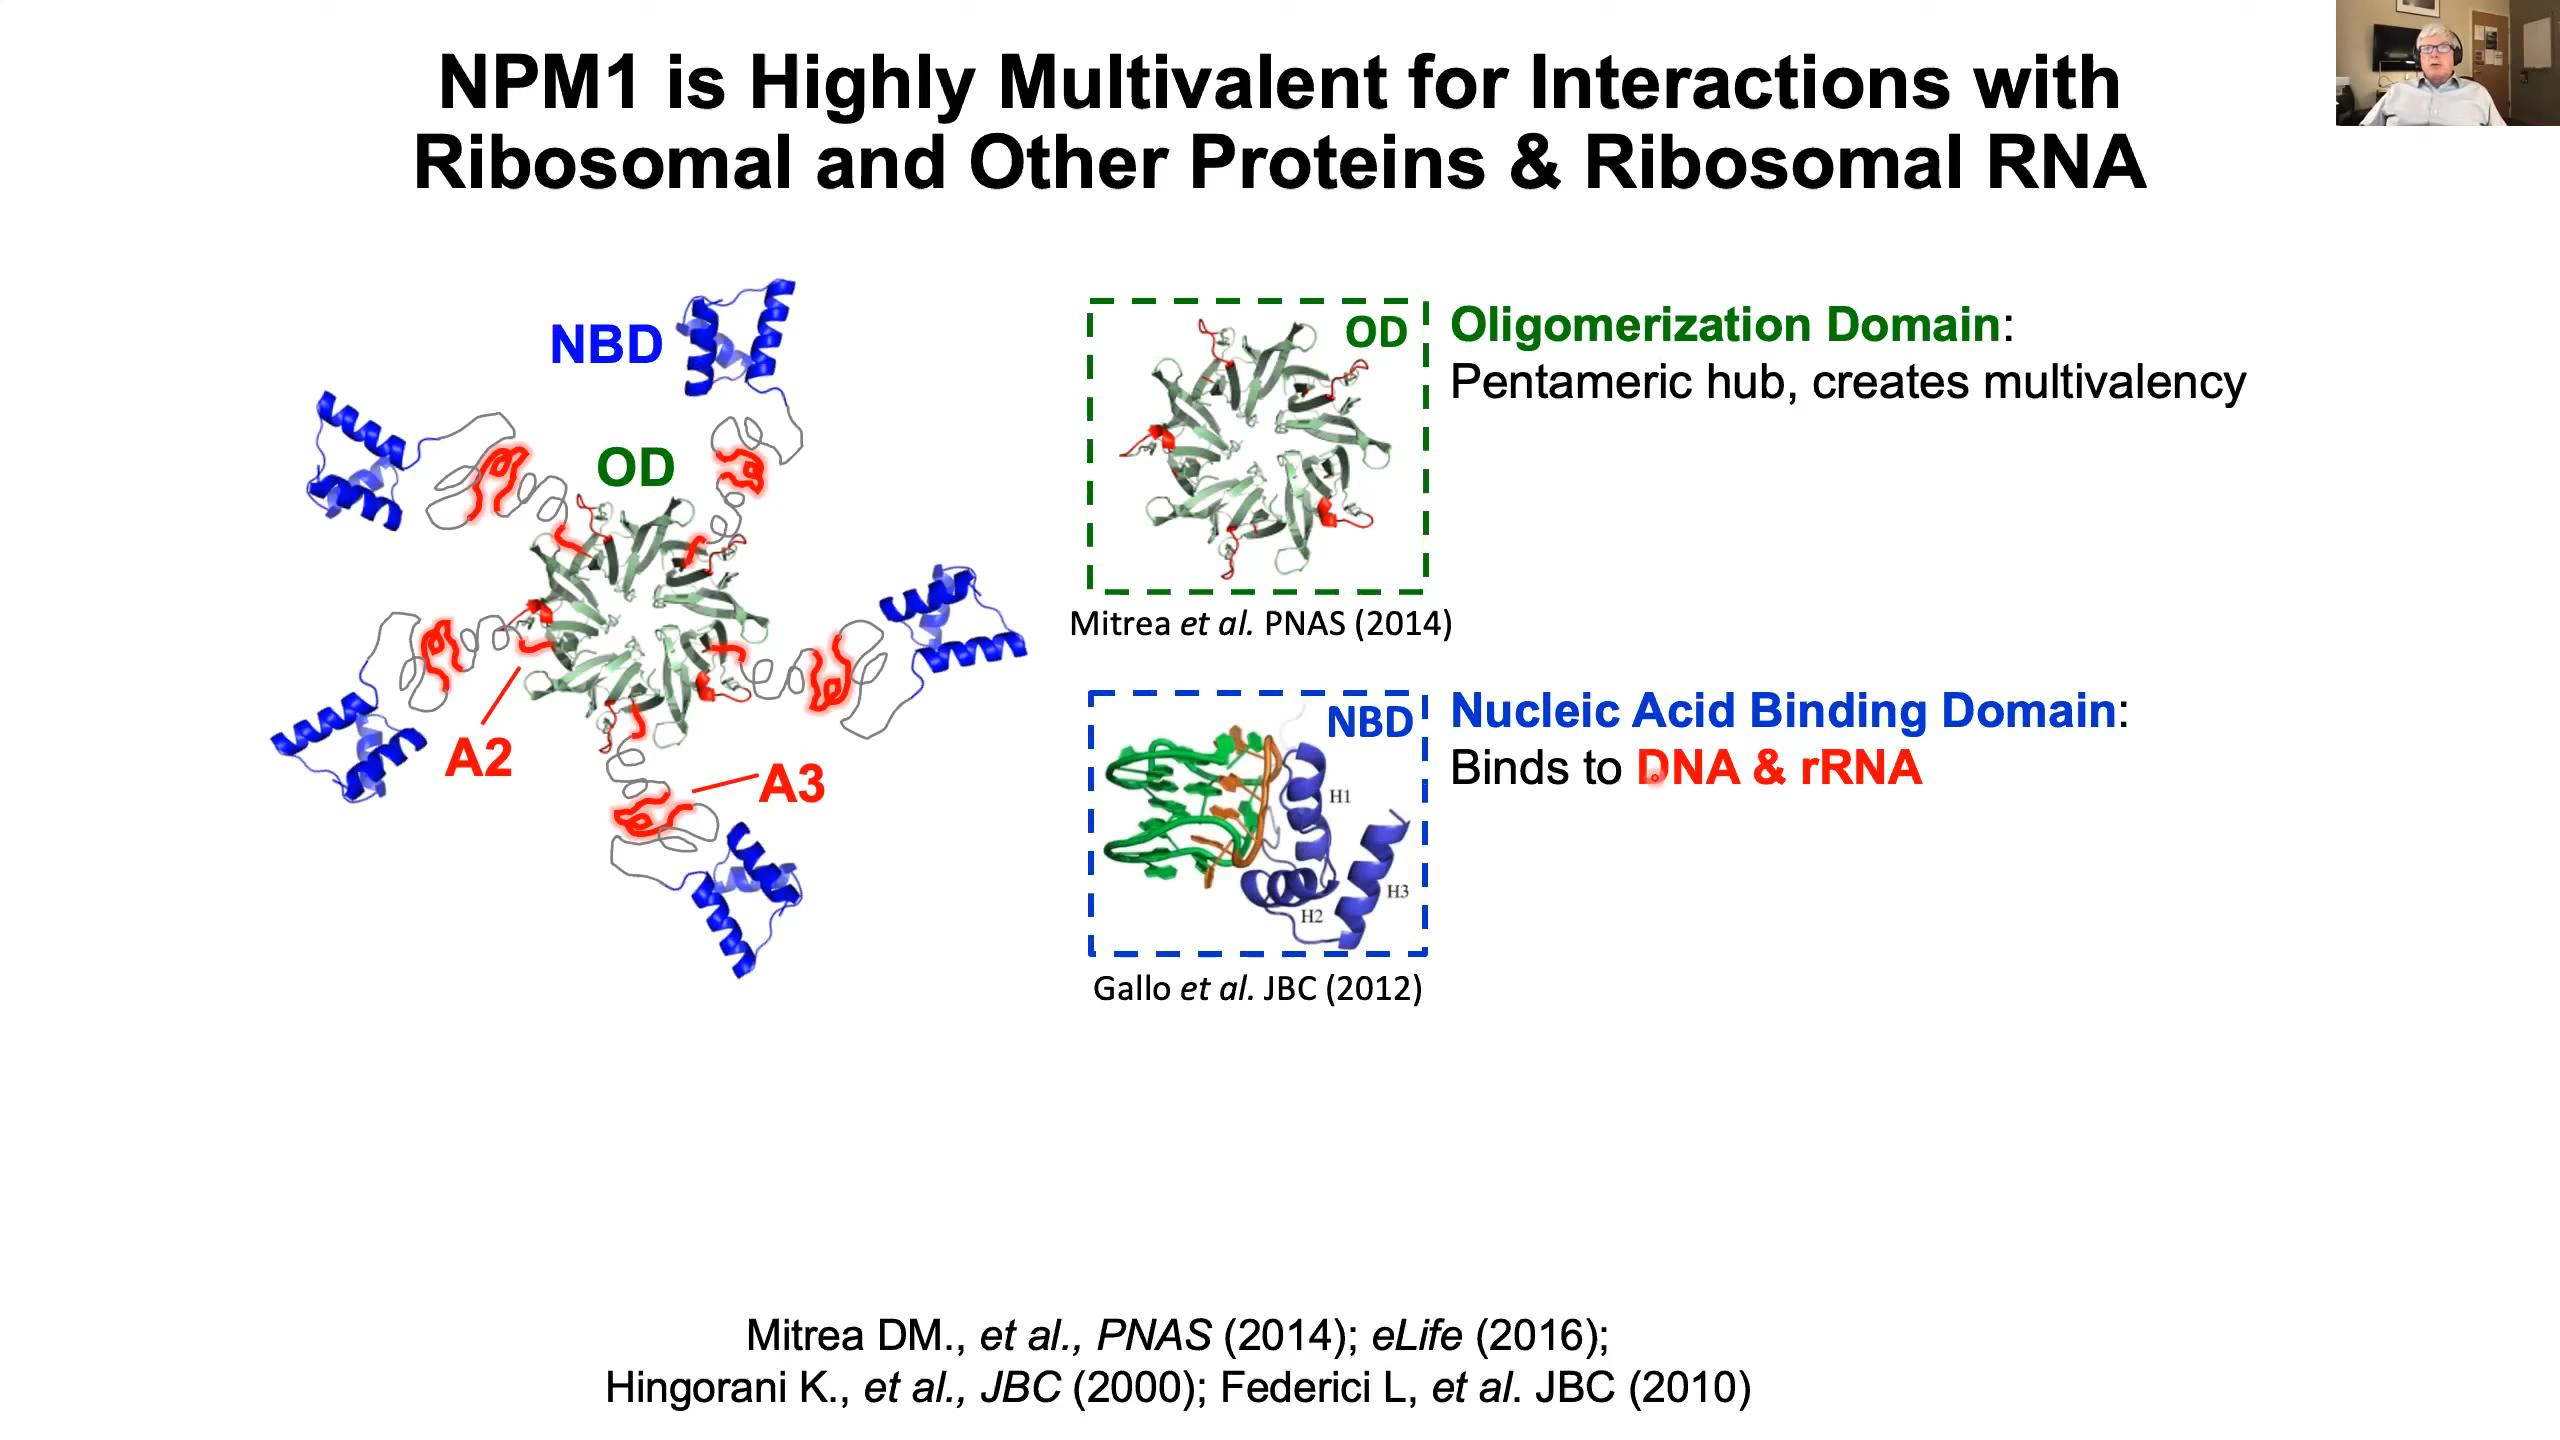 NPM1 is Highly Multivalent for Interactions with
Ribosomal and Other Proteins & Ribosomal RNA
NBD
OD
A2
A3
OD
Oligomerization Domain:
Pentameric hub, creates multivalency
Mitrea et al. PNAS (2014)
NBD
H1
H2
H3
Nucleic Acid Binding Domain:
Binds to DNA & rRNA
Gallo et al. JBC (2012)
Mitrea DM., et al., PNAS (2014); eLife (2016);
Hingorani K., et al., JBC (2000); Federici L, et al. JBC (2010)